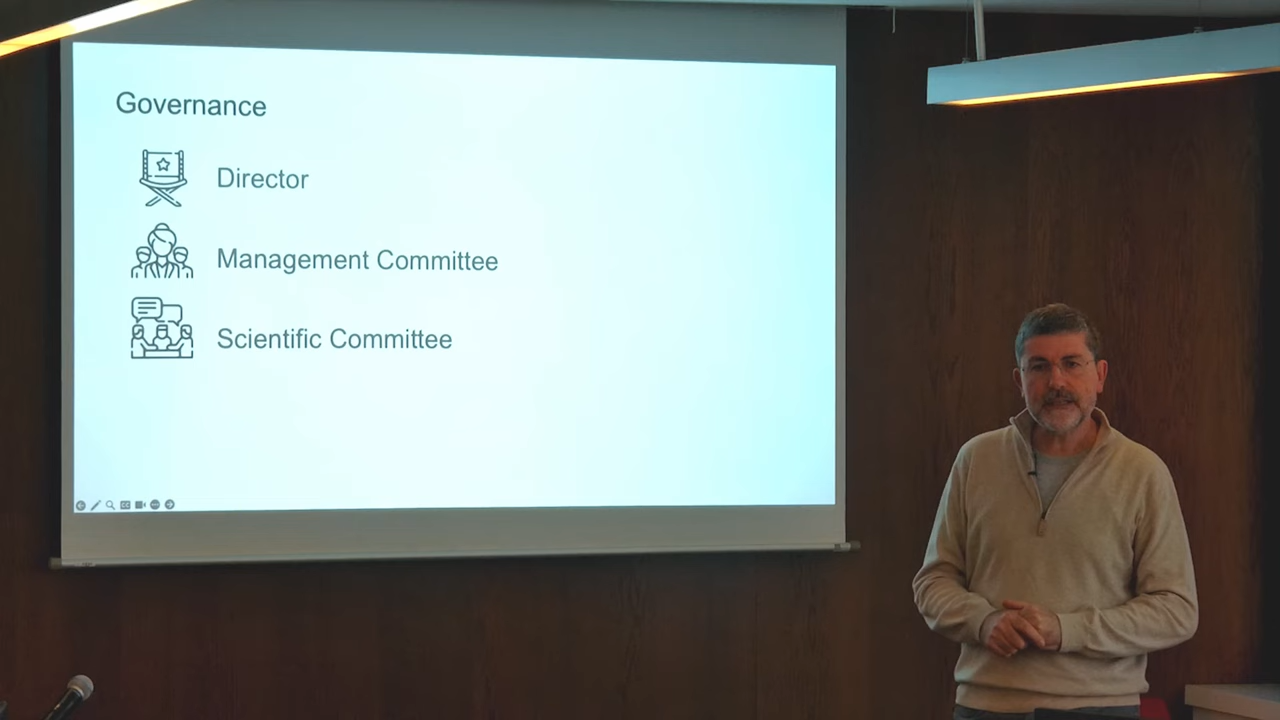 Governance
Director
Management Committee
Scientific Committee